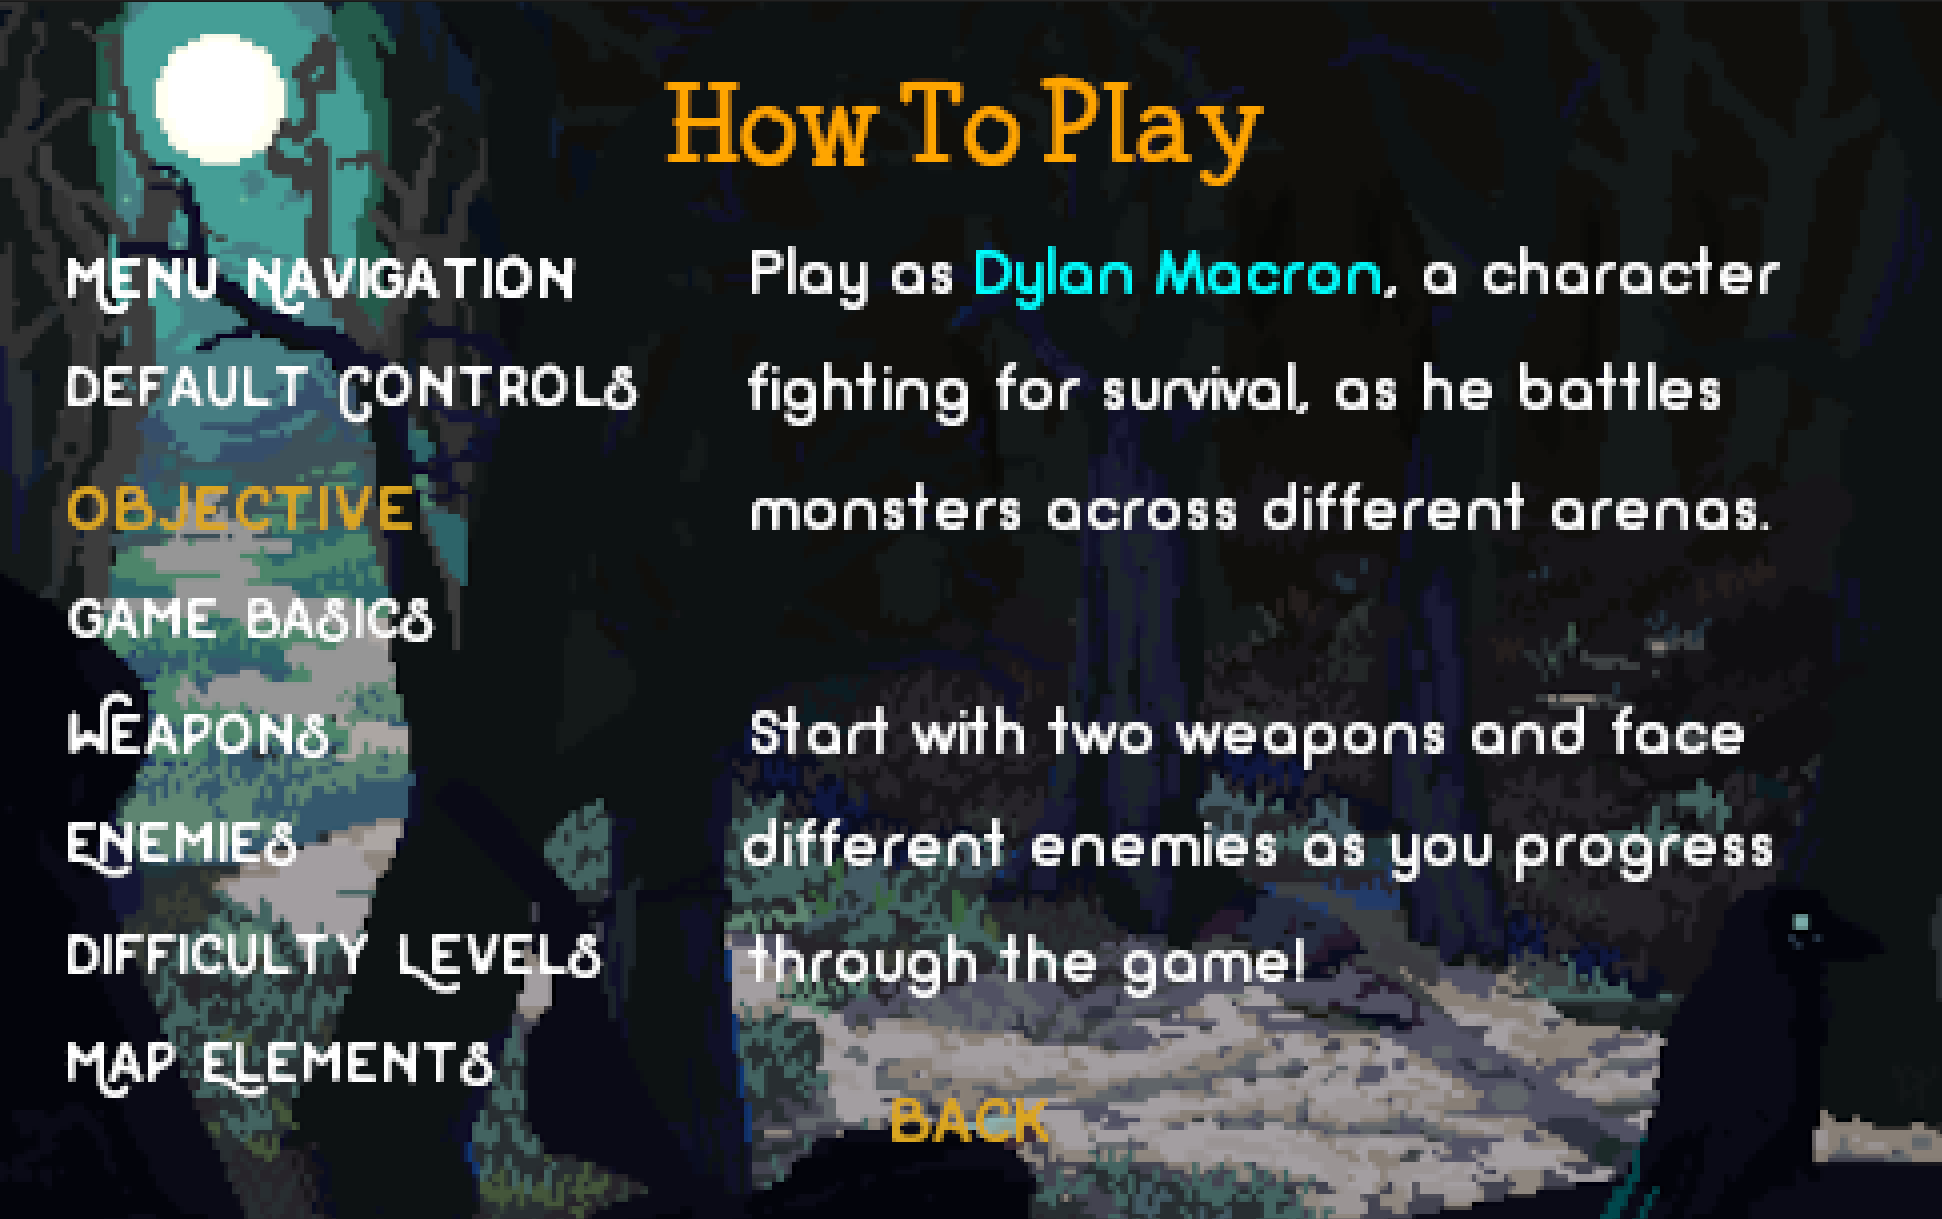 How To Play
MENU NAVIGATION
DEFAULT CONTROLS
OBJECTIVE
GAME BASICS
WEAPONS
ENEMIES
DIFFICULTY LEVELS
MAP ELEMENTS
Play as Dylan Macron, a character
fighting for survival, as he battles
monsters across different arenas.
Start with two weapons and face
different enemies as you progress
through the game!
BACK